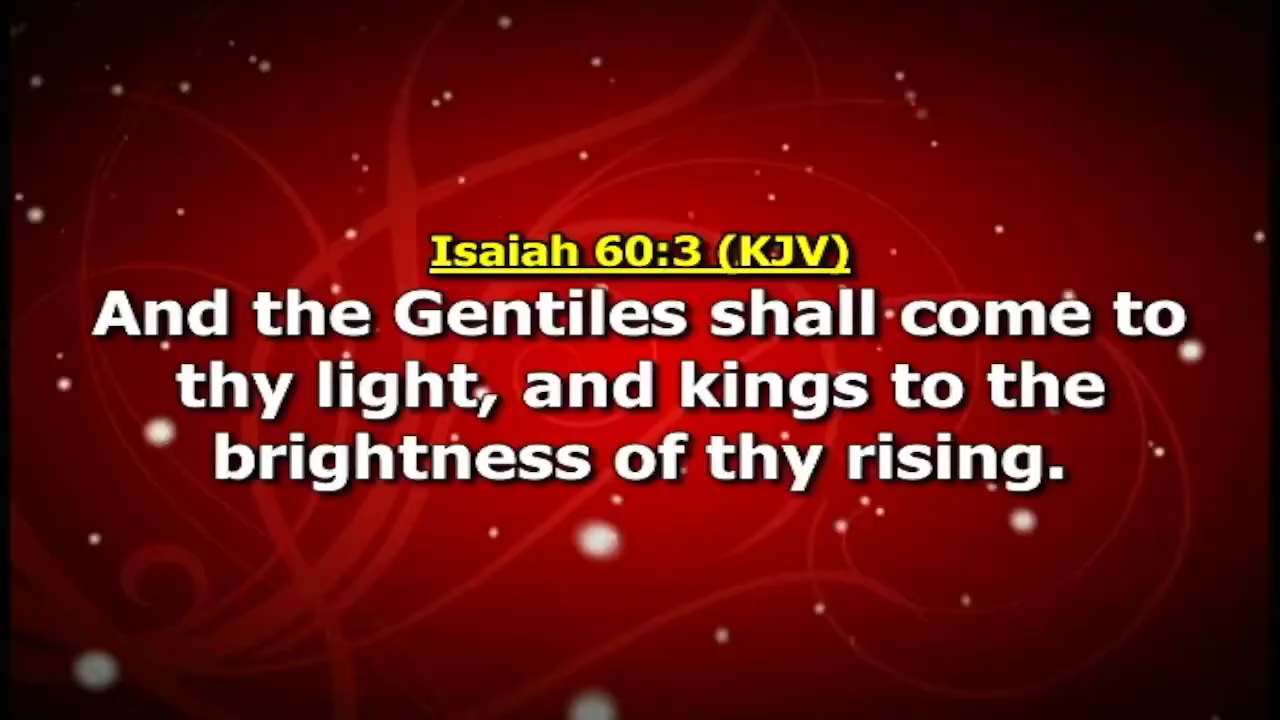 Isaiah 60:3 (KJV)
And the Gentiles shall come to
thy light, and kings to the
brightness of thy rising.